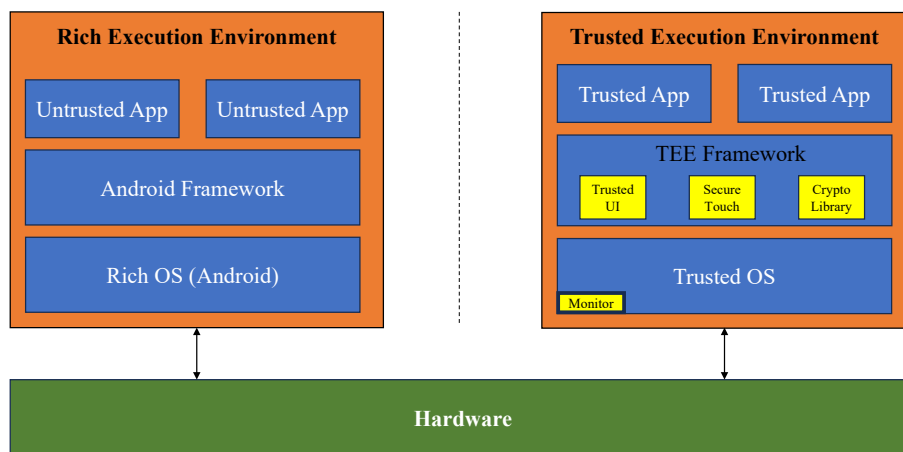 Rich Execution Environment
Untrusted App
Untrusted App
Android Framework
Rich OS (Android)
Trusted Execution Environment
Trusted App
Trusted App
TEE Framework
Trusted
UI
Secure
Touch
Crypto
Library
Trusted OS
Monitor
Hardware